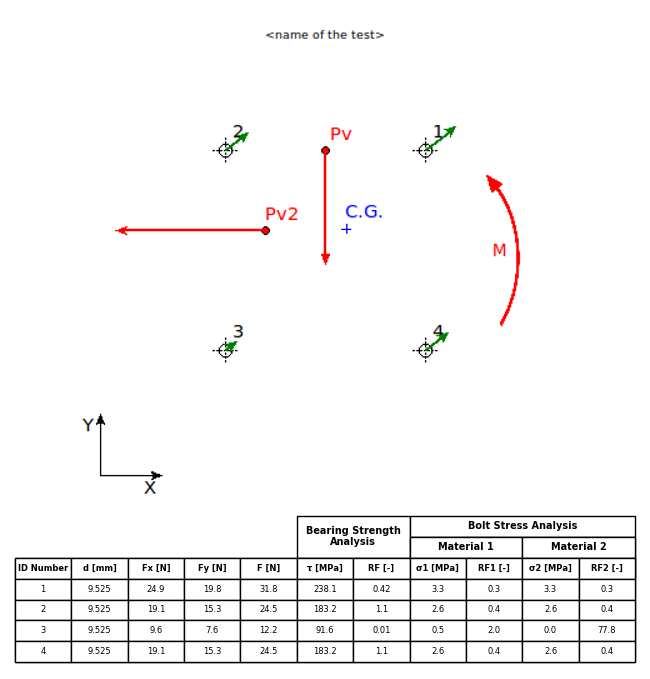 <name of the test>
2
Pv
1
Pv2
C.G.
M
3
4
Y
X
Bearing Strength
Analysis
Bolt Stress Analysis
Material 1 Material 2
ID Number d [mm] Fx [N] Fy [N] F [N] τ [MPa] RF [-] σ1 [MPa] RF1 [-] σ2 [MPa] RF2 [-]
1 9.525 24.9 19.8 31.8 238.1 0.42 3.3 0.3 3.3 0.3
2 9.525 19.1 15.3 24.5 183.2 1.1 2.6 0.4 2.6 0.4
3 9.525 9.6 7.6 12.2 91.6 0.01 0.5 2.0 0.0 77.8
4 9.525 19.1 15.3 24.5 183.2 1.1 2.6 0.4 2.6 0.4